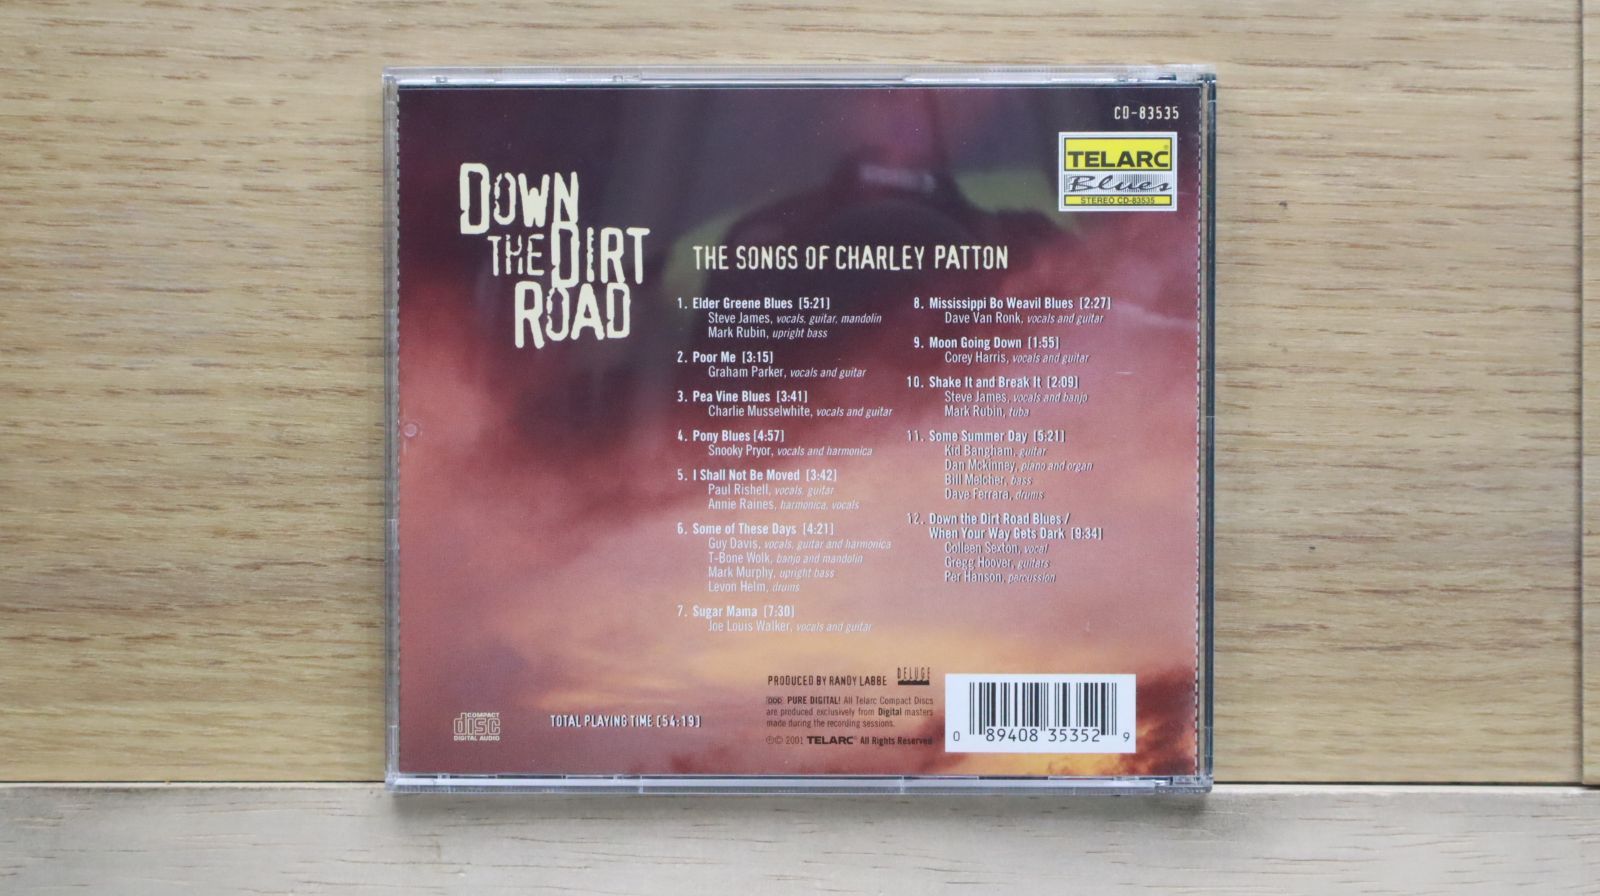 CD-83535
TELARC®
Blues
STEREO CD-83535
DOWN
THE DIRT
ROAD
THE SONGS OF CHARLEY PATTON
1. Elder Greene Blues [5:21]
Steve James, vocals, guitar, mandolin
Mark Rubin, upright bass
2. Poor Me [3:15]
Graham Parker, vocals and guitar
3. Pea Vine Blues [3:41]
Charlie Musselwhite, vocals and guitar
4. Pony Blues [4:57]
Snooky Pryor, vocals and harmonica
5. I Shall Not Be Moved [3:42]
Paul Rishell, vocals, guitar
Annie Raines, harmonica, vocals
6. Some of These Days [4:21]
Guy Davis, vocals, guitar and harmonica
T-Bone Wolk, banjo and mandolin
Mark Murphy, upright bass
Levon Helm, drums
7. Sugar Mama [7:30]
Joe Louis Walker, vocals and guitar
8. Mississippi Bo Weavil Blues [2:27]
Dave Van Ronk, vocals and guitar
9. Moon Going Down [1:55]
Corey Harris, vocals and guitar
10. Shake It and Break It [2:09]
Steve James, vocals and banjo
Mark Rubin, tuba
11. Some Summer Day [5:21]
Kid Bangham, guitar
Dan McKinney, piano and organ
Bill Melcher, bass
Dave Ferrara, drums
12. Down the Dirt Road Blues /
When Your Way Gets Dark [9:34]
Colleen Sexton, vocal
Gregg Hoover, guitars
Per Hanson, percussion
PRODUCED BY RANDY LABBE
DELUGE
DDD PURE DIGITAL! All Telarc Compact Discs
are produced exclusively from Digital masters
made during the recording sessions.
℗© 2001 TELARC® All Rights Reserved
COMPACT
disc
DIGITAL AUDIO
TOTAL PLAYING TIME [54:19]
0 89408 35352 9